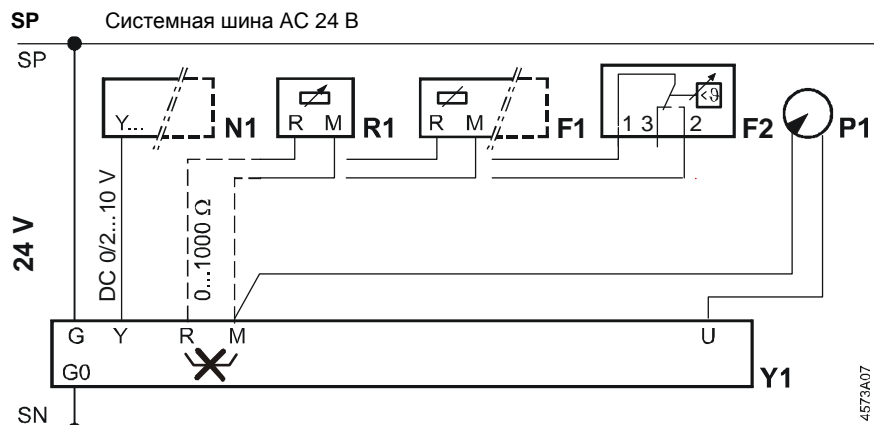 SP Системная шина AC 24 В
SP
Y... N1
R M R1
R M F1
1 3 2 F2
<ϑ
P1
24 V
DC 0/2...10 V
0...1000 Ω
G Y R M U
G0
Y1
SN
4573A07